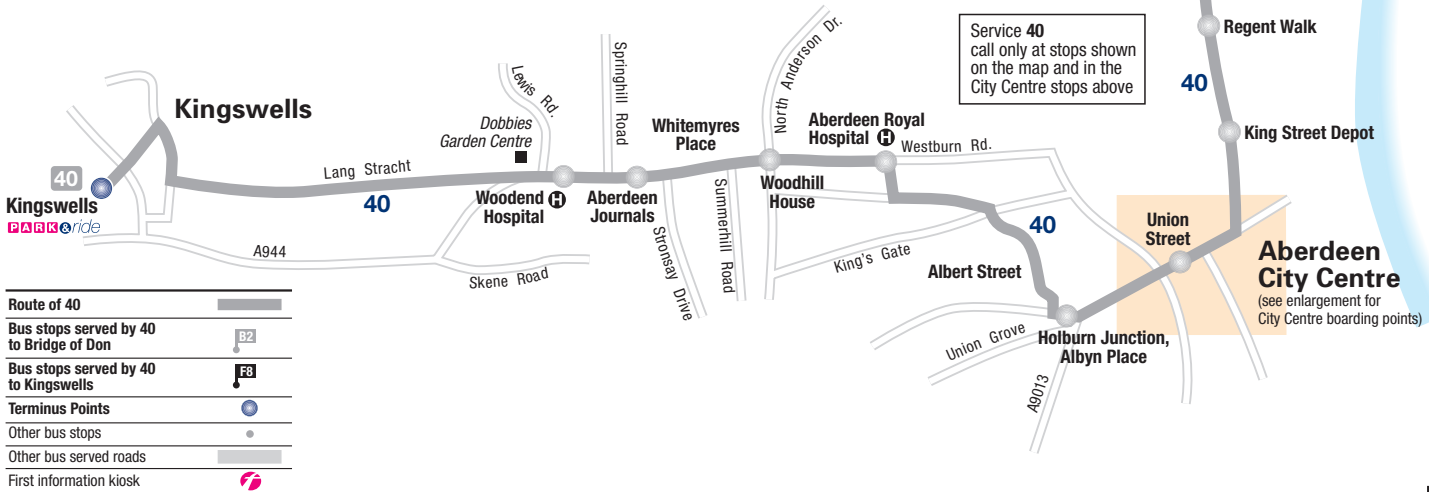 Service 40
call only at stops shown
on the map and in the
City Centre stops above
Regent Walk
40
King Street Depot
Kingswells
40
Kingswells
PARK&ride
Lang Stracht
40
Dobbies
Garden Centre
Lewis Rd.
Woodend H
Hospital
Springhill Road
Aberdeen
Journals
Whitemyres
Place
Stronsay Drive
Summerhill Road
North Anderson Dr.
Woodhill
House
Aberdeen Royal
Hospital H
Westburn Rd.
King's Gate
40
Albert Street
A944
Skene Road
Union Grove
A9013
Holburn Junction,
Albyn Place
Union
Street
Aberdeen
City Centre
(see enlargement for
City Centre boarding points)
Route of 40
Bus stops served by 40
to Bridge of Don
B2
Bus stops served by 40
to Kingswells
F8
Terminus Points
Other bus stops
Other bus served roads
First information kiosk